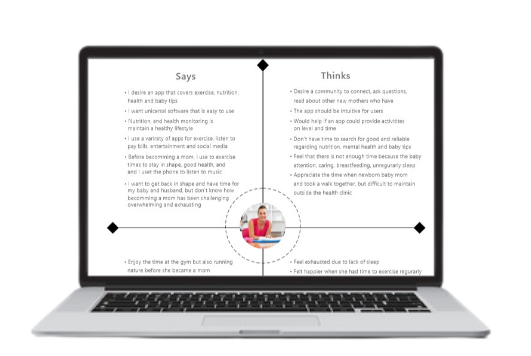 Says
• I desire an app that covers exercise, nutrition,
health and baby tips
• I want universal software that is easy to use
• Nutrition, and health monitoring is
maintain a healthy lifestyle
• I use a variety of apps for exercise, listen to
pay bills, entertainment and social media
• Before becomming a mom, I use to exercise
times to stay in shape, good health, and
and I use the phone to listen to music
• I want to get back in shape and have time for
my baby and husband, but don't know how
becomming a mom has been challenging
overwhelming and exhausting
Thinks
• Desire a community to connect, ask questions,
read about other new mothers who have
• The app should be intuitive for users
• Would help if an app could provide activities
on level and time
• Don't have time to search for good and reliable
regarding nutrition, mental health and baby tips
• Feel that there is not enough time because the baby
attention, caring, breastfeeding, unregularly sleep
• Appreciate the time when newborn baby mom
and took a walk together, but difficult to maintain
outside the health clinic
• Enjoy the time at the gym but also running
nature before she became a mom
• Feel exhausted due to lack of sleep
• Felt happier when she had time to exercise regurarly